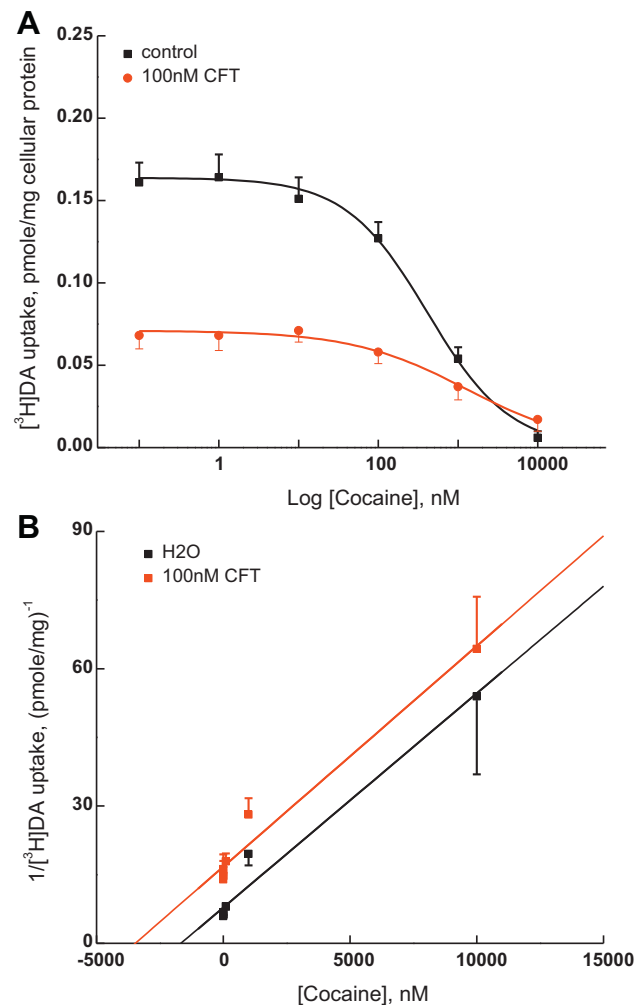 A
0.25
0.20
0.15
0.10
0.05
0.00
[³H]DA uptake, pmole/mg cellular protein
control
100nM CFT
1
100
10000
Log [Cocaine], nM
B
90
60
30
0
1/[³H]DA uptake, (pmole/mg)⁻¹
H2O
100nM CFT
-5000
0
5000
10000
15000
[Cocaine], nM